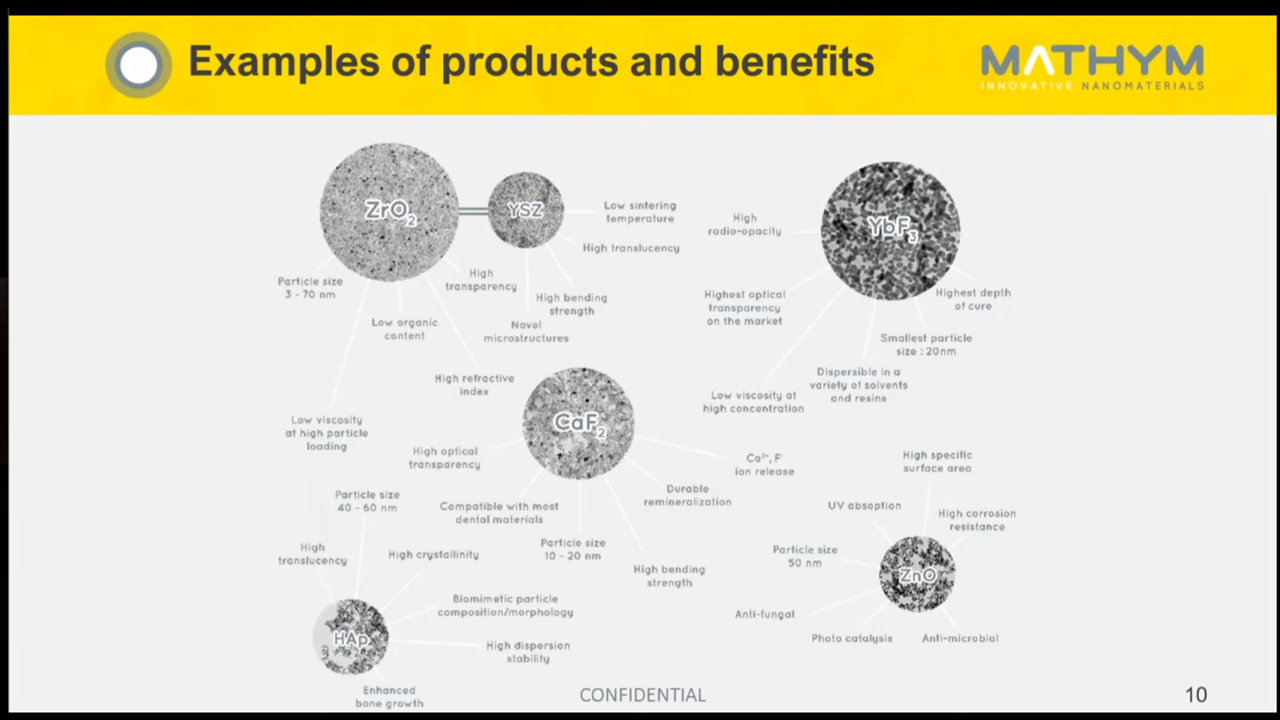 Examples of products and benefits
MATHYM
INNOVATIVE NANOMATERIALS
ZrO2
YSZ
Low sintering
temperature
High translucency
High bending
strength
Novel
microstructures
Particle size
3 - 70 nm
High
transparency
Low organic
content
High refractive
index
Low viscosity
at high particle
loading
YbF3
High
radio-opacity
Highest optical
transparency
on the market
Low viscosity at
high concentration
Dispersible in a
variety of solvents
and resins
Smallest particle
size : 20nm
Highest depth
of cure
CaF2
High optical
transparency
Compatible with most
dental materials
Particle size
10 - 20 nm
High bending
strength
Durable
remineralization
Ca²⁺, F⁻
ion release
HAp
Particle size
40 - 60 nm
High
translucency
High crystallinity
Biomimetic particle
composition/morphology
High dispersion
stability
Enhanced
bone growth
ZnO
High specific
surface area
UV absoption
High corrosion
resistance
Particle size
50 nm
Anti-fungal
Photo catalysis
Anti-microbial
CONFIDENTIAL
10